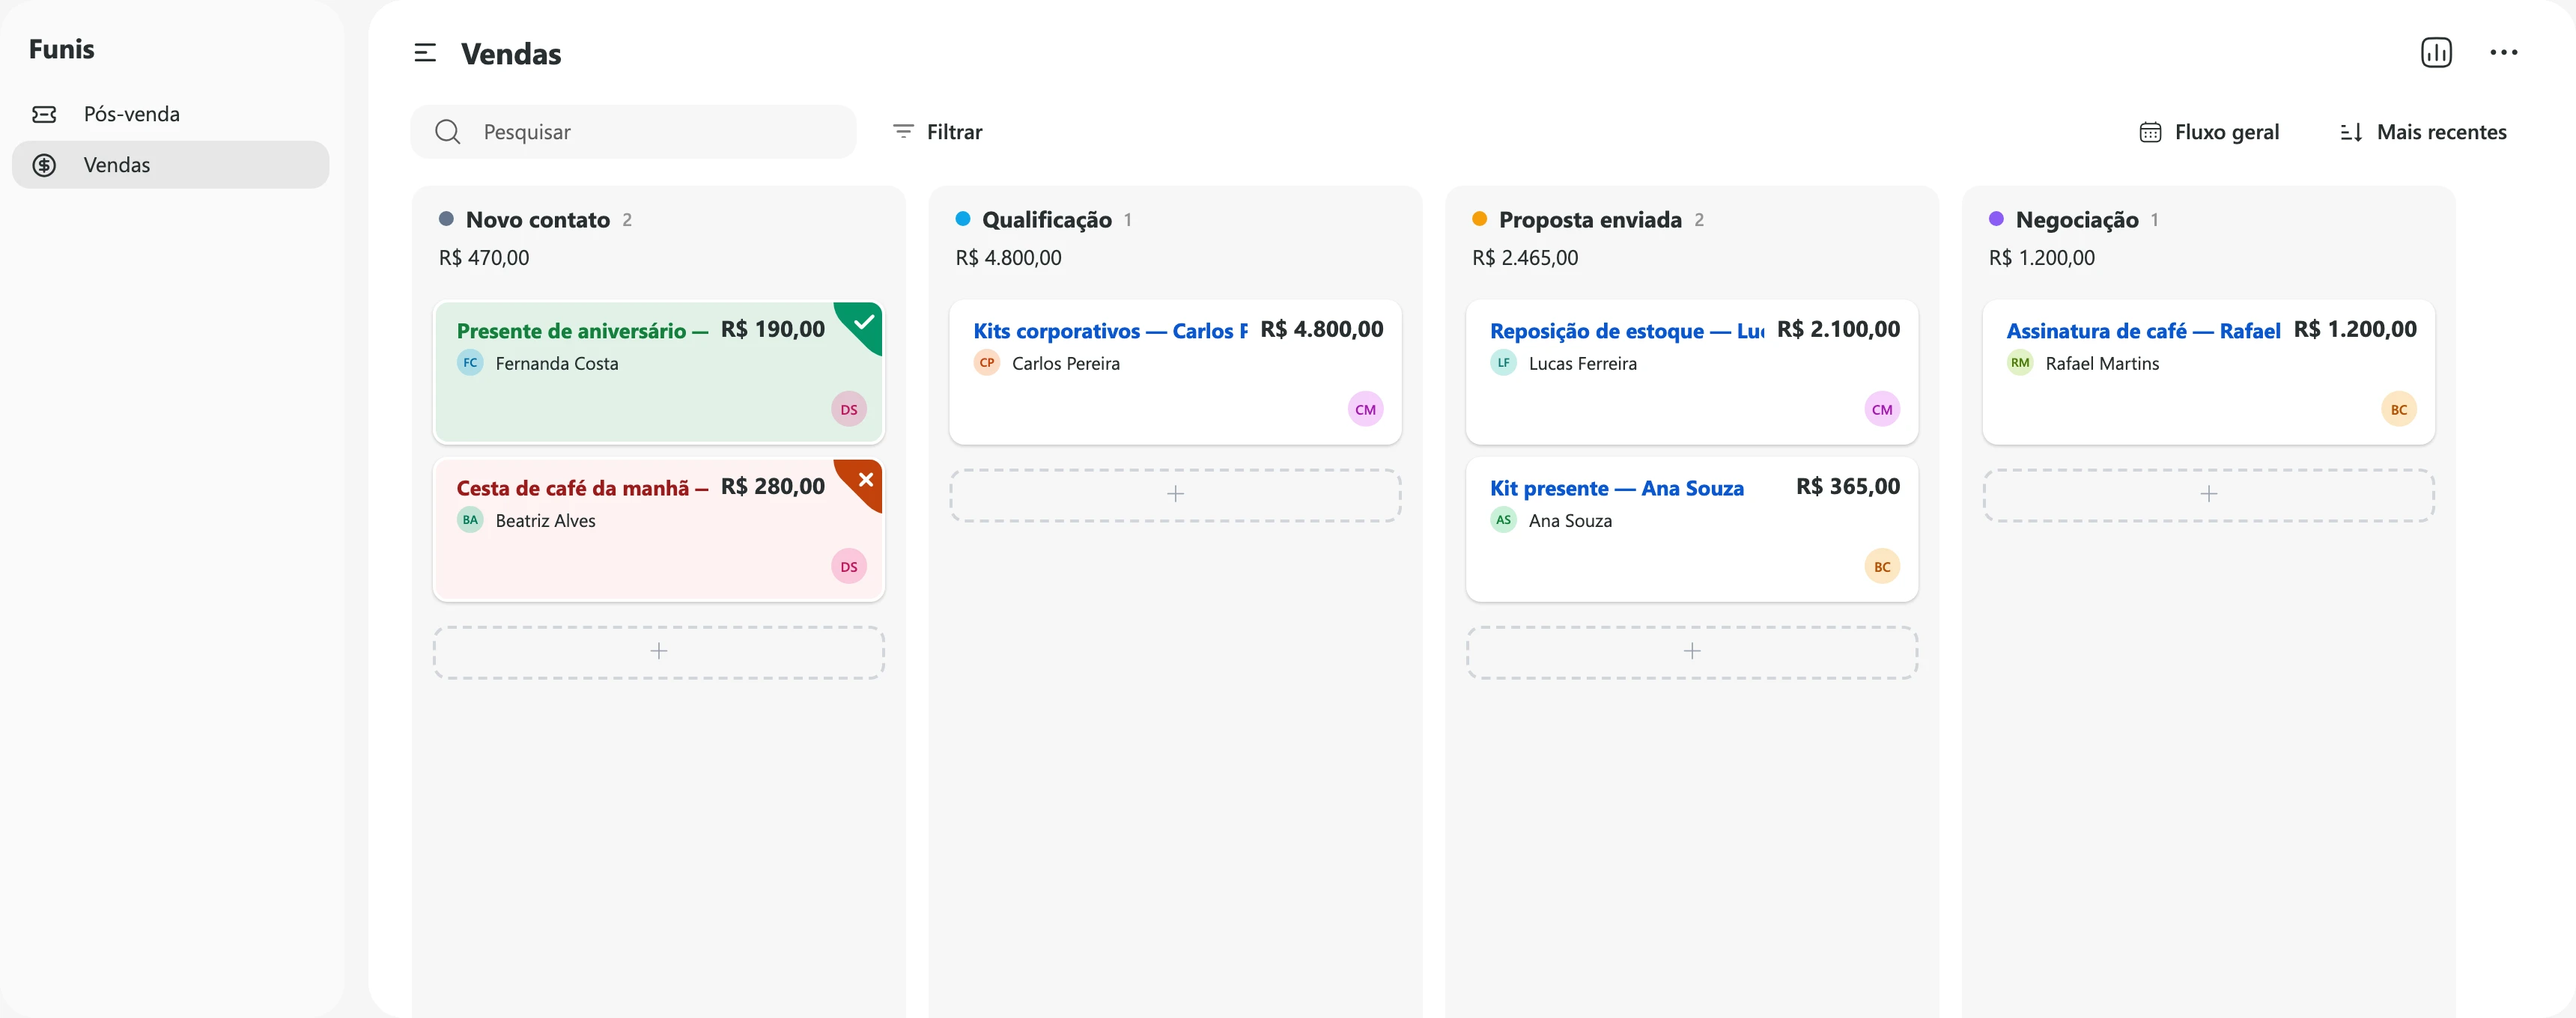 Funis
Pós-venda
Vendas
Vendas
Pesquisar
Filtrar
Fluxo geral
Mais recentes
Novo contato 2
R$ 470,00
Presente de aniversário — R$ 190,00
FC Fernanda Costa
DS
Cesta de café da manhã — R$ 280,00
BA Beatriz Alves
DS
Qualificação 1
R$ 4.800,00
Kits corporativos — Carlos R$ 4.800,00
CP Carlos Pereira
CM
Proposta enviada 2
R$ 2.465,00
Reposição de estoque — R$ 2.100,00
LF Lucas Ferreira
CM
Kit presente — Ana Souza R$ 365,00
AS Ana Souza
BC
Negociação 1
R$ 1.200,00
Assinatura de café — Rafael R$ 1.200,00
RM Rafael Martins
BC